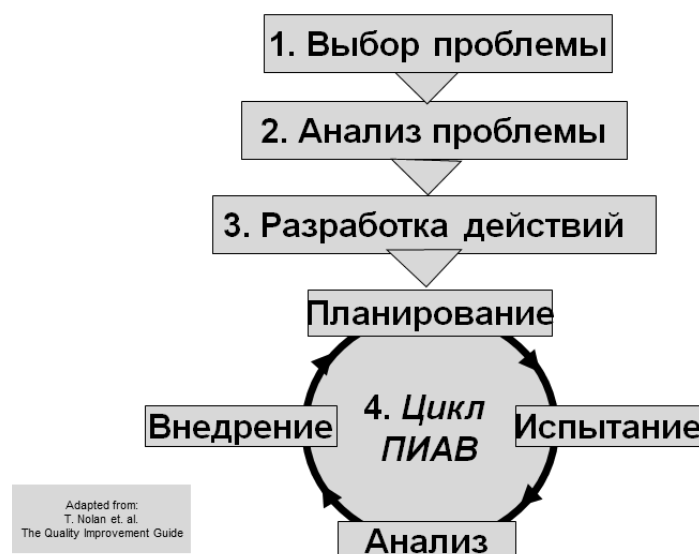 1. Выбор проблемы
2. Анализ проблемы
3. Разработка действий
Планирование
Внедрение
4. Цикл
ПИАВ
Испытание
Анализ
Adapted from:
T. Nolan et. al.
The Quality Improvement Guide